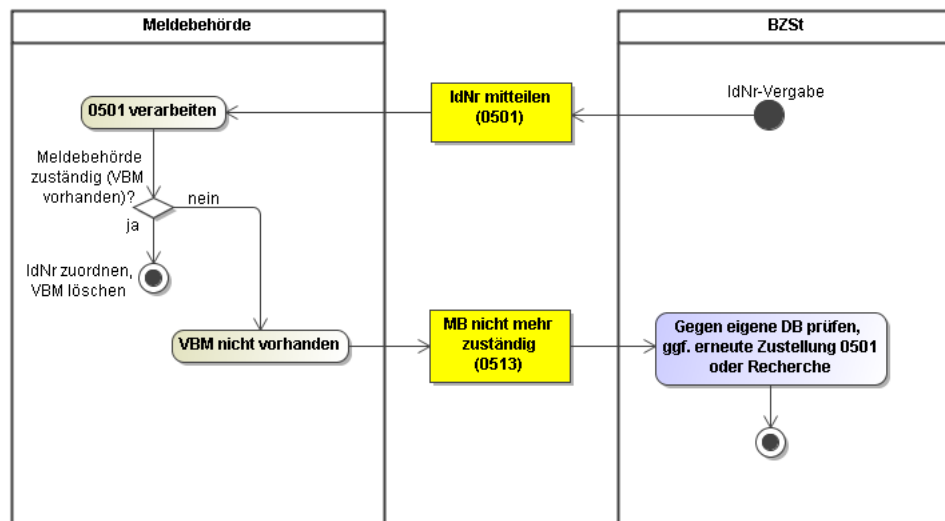 Meldebehörde
BZSt
0501 verarbeiten
IdNr mitteilen
(0501)
IdNr-Vergabe
Meldebehörde
zuständig (VBM
vorhanden)?
nein
ja
IdNr zuordnen,
VBM löschen
VBM nicht vorhanden
MB nicht mehr
zuständig
(0513)
Gegen eigene DB prüfen,
ggf. erneute Zustellung 0501
oder Recherche